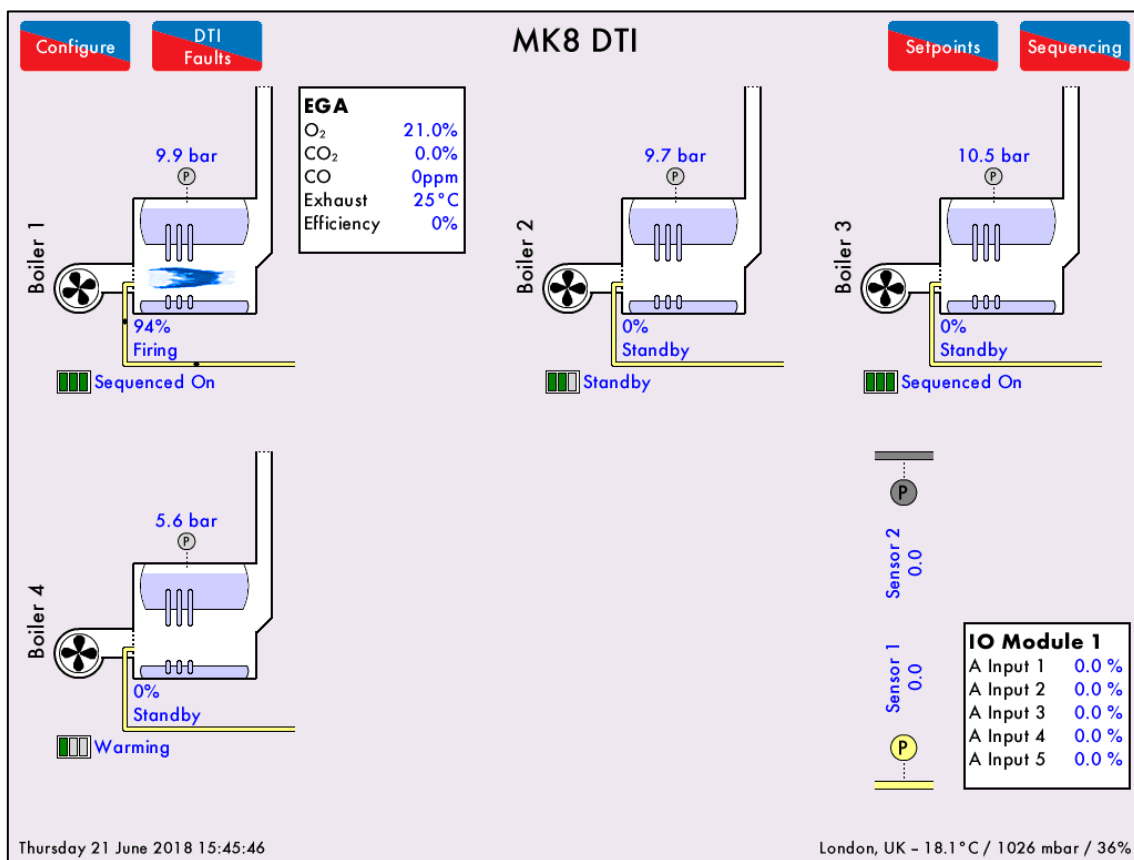 Configure
DTI
Faults
MK8 DTI
Setpoints
Sequencing
EGA
O₂ 21.0%
CO₂ 0.0%
CO 0ppm
Exhaust 25°C
Efficiency 0%
Boiler 1
9.9 bar
P
94%
Firing
Sequenced On
Boiler 2
9.7 bar
P
0%
Standby
Standby
Boiler 3
10.5 bar
P
0%
Standby
Sequenced On
Boiler 4
5.6 bar
P
0%
Standby
Warming
P
Sensor 2
0.0
Sensor 1
0.0
P
IO Module 1
A Input 1 0.0 %
A Input 2 0.0 %
A Input 3 0.0 %
A Input 4 0.0 %
A Input 5 0.0 %
Thursday 21 June 2018 15:45:46
London, UK – 18.1°C / 1026 mbar / 36%